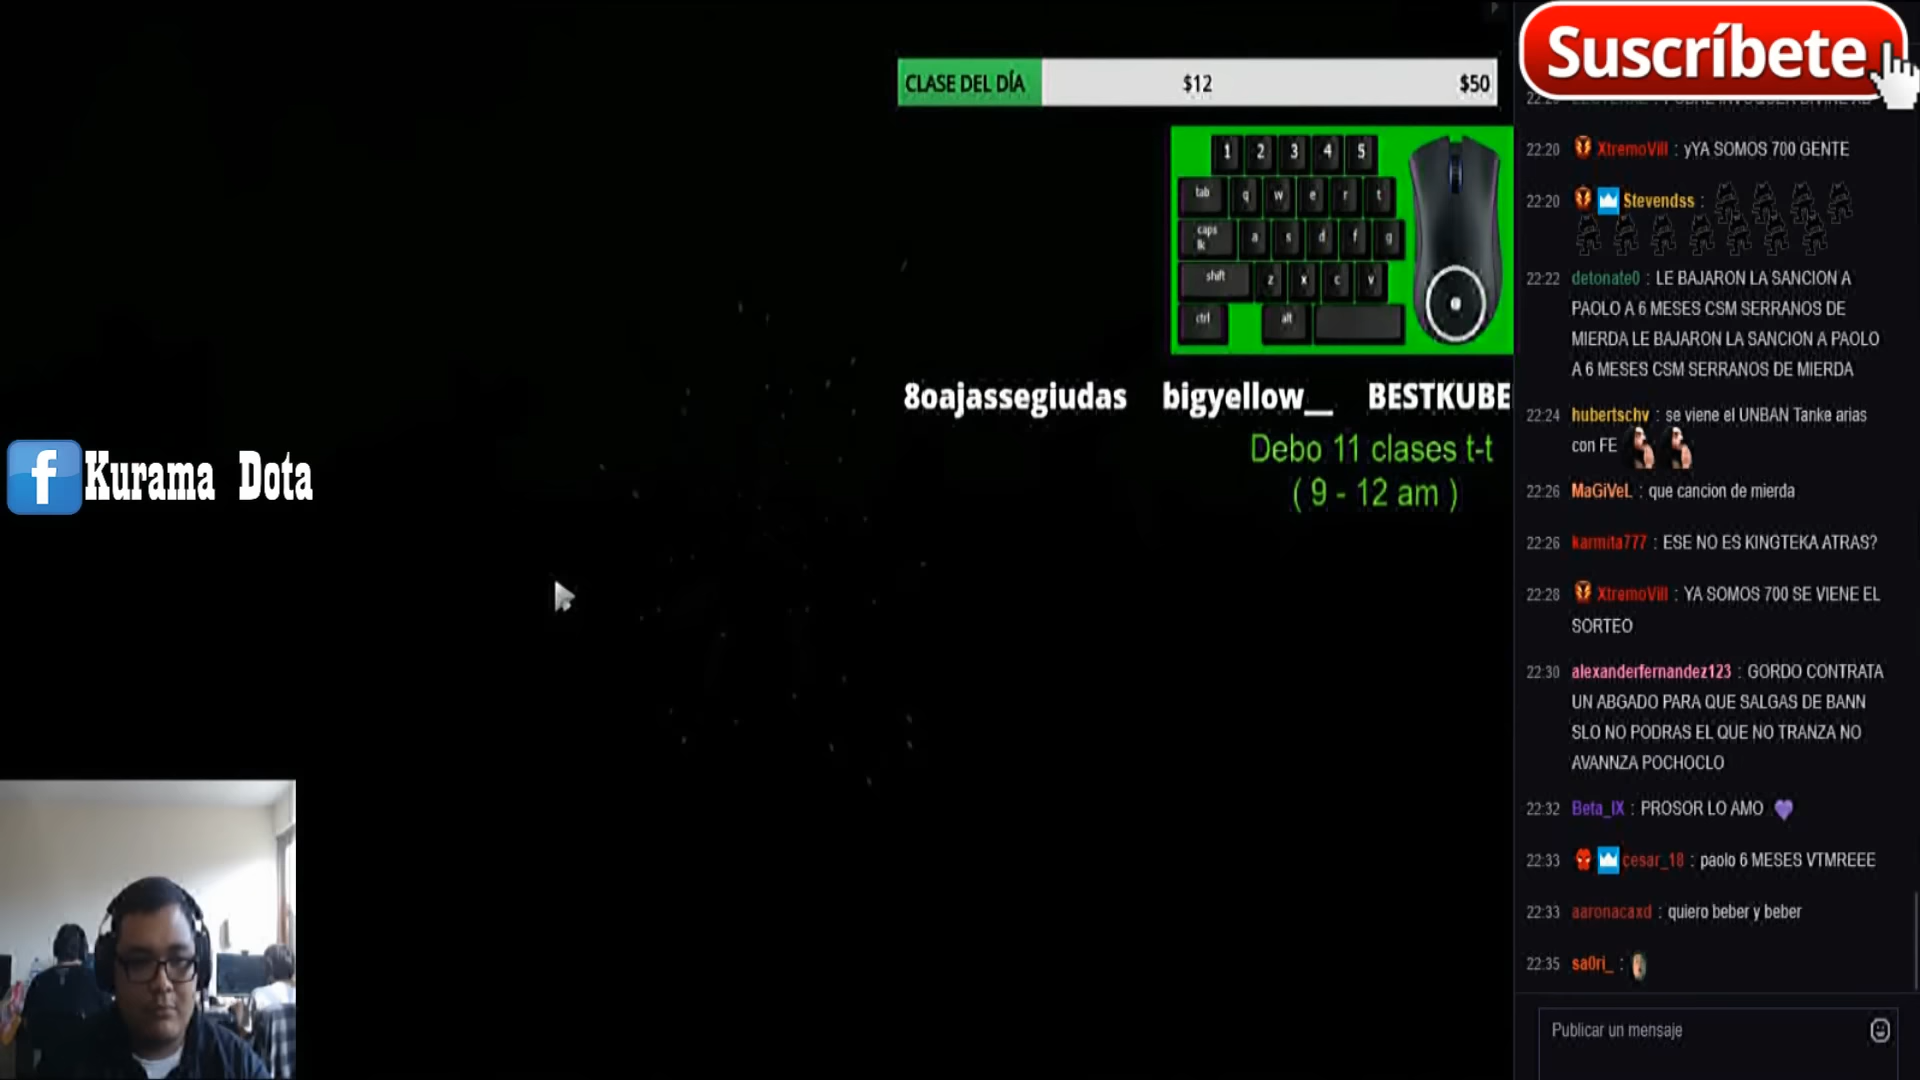 CLASE DEL DÍA $12 $50
1 2 3 4 5
tab q w e r t
caps lk a s d f g
shift z x c v
ctrl alt
8oajassegiudas bigyellow__ BESTKUBE
Debo 11 clases t-t
( 9 - 12 am )
Kurama Dota
Suscríbete
22:20 XtremoVill : yYA SOMOS 700 GENTE
22:20 Stevendss :
22:22 detonate0 : LE BAJARON LA SANCION A
PAOLO A 6 MESES CSM SERRANOS DE
MIERDA LE BAJARON LA SANCION A PAOLO
A 6 MESES CSM SERRANOS DE MIERDA
22:24 hubertschv : se viene el UNBAN Tanke arias
con FE
22:26 MaGiVeL : que cancion de mierda
22:26 karmita777 : ESE NO ES KINGTEKA ATRAS?
22:28 XtremoVill : YA SOMOS 700 SE VIENE EL
SORTEO
22:30 alexanderfernandez123 : GORDO CONTRATA
UN ABGADO PARA QUE SALGAS DE BANN
SLO NO PODRAS EL QUE NO TRANZA NO
AVANNZA POCHOCLO
22:32 Beta_IX : PROSOR LO AMO
22:33 cesar_18 : paolo 6 MESES VTMREEE
22:33 aaronacaxd : quiero beber y beber
22:35 sa0ri_ :
Publicar un mensaje